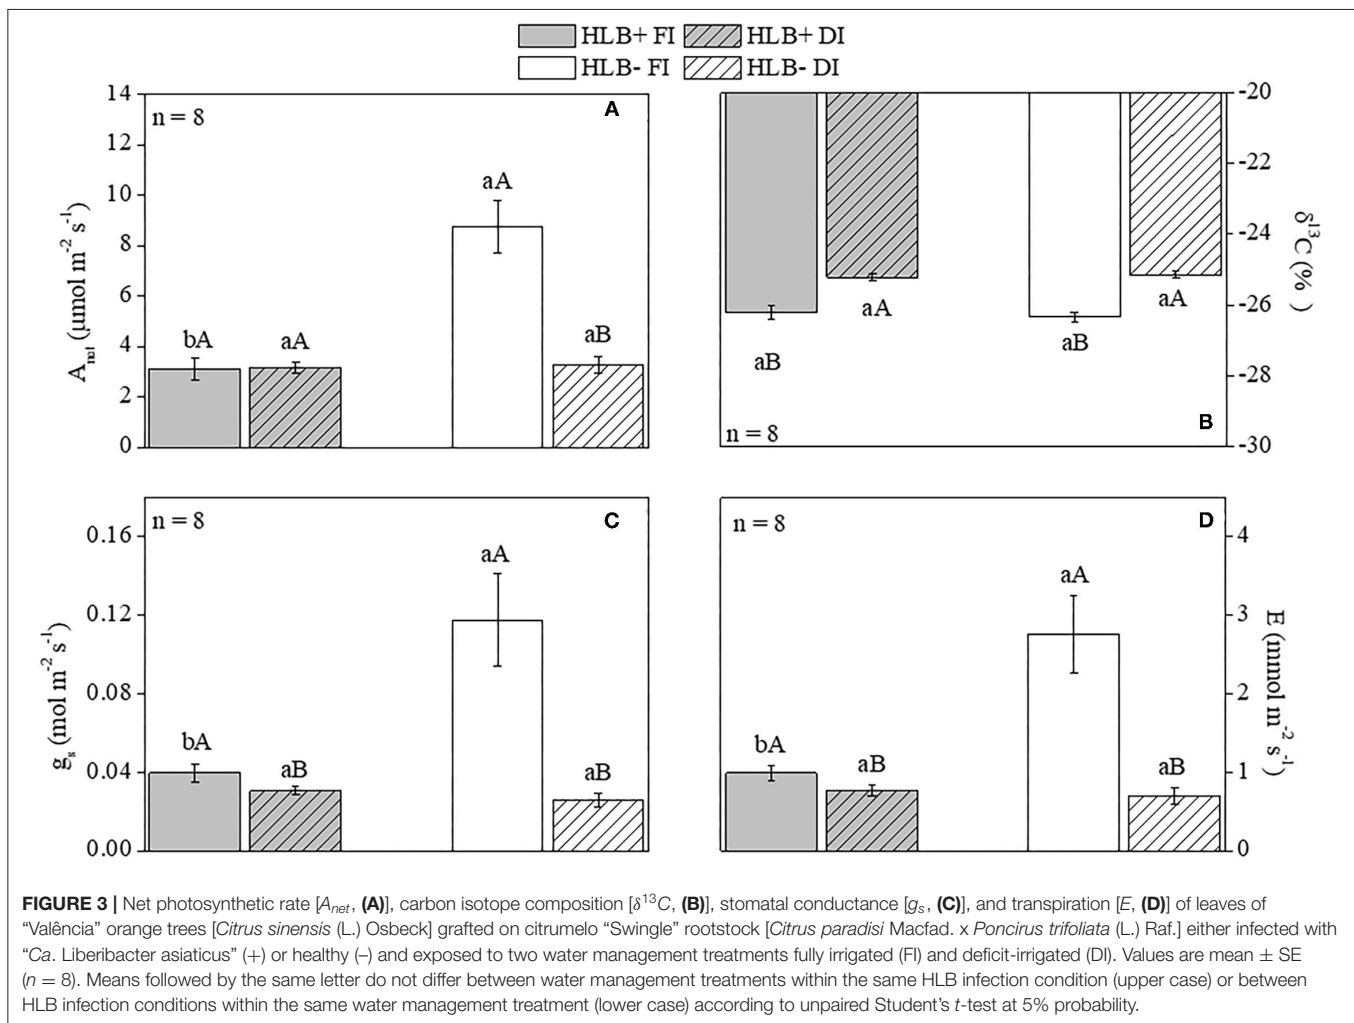 HLB+ FI HLB+ DI
HLB- FI HLB- DI
14
12
10
8
6
4
2
0
A_net (μmol m⁻² s⁻¹)
n = 8
A
bA
aA
aA
aB
-20
-22
-24
-26
-28
-30
δ¹³C (% )
n = 8
B
aB
aA
aB
aA
0.16
0.12
0.08
0.04
0.00
g_s (mol m⁻² s⁻¹)
n = 8
C
bA
aB
aA
aB
4
3
2
1
0
E (mmol m⁻² s⁻¹)
n = 8
D
bA
aB
aA
aB
FIGURE 3 | Net photosynthetic rate [A_net, (A)], carbon isotope composition [δ¹³C, (B)], stomatal conductance [g_s, (C)], and transpiration [E, (D)] of leaves of
“Valência” orange trees [Citrus sinensis (L.) Osbeck] grafted on citrumelo “Swingle” rootstock [Citrus paradisi Macfad. x Poncirus trifoliata (L.) Raf.] either infected with
“Ca. Liberibacter asiaticus” (+) or healthy (–) and exposed to two water management treatments fully irrigated (FI) and deficit-irrigated (DI). Values are mean ± SE
(n = 8). Means followed by the same letter do not differ between water management treatments within the same HLB infection condition (upper case) or between
HLB infection conditions within the same water management treatment (lower case) according to unpaired Student’s t-test at 5% probability.